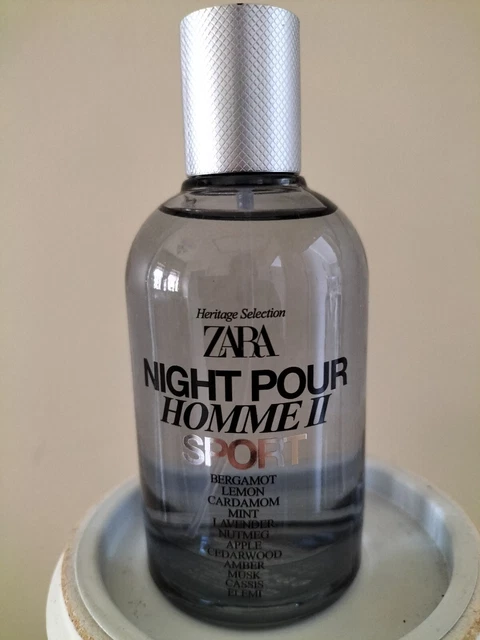 Heritage Selection
ZARA
NIGHT POUR
HOMME II
SPORT
BERGAMOT
LEMON
CARDAMOM
MINT
LAVENDER
NUTMEG
APPLE
CEDARWOOD
AMBER
MUSK
CASSIS
ELEMI